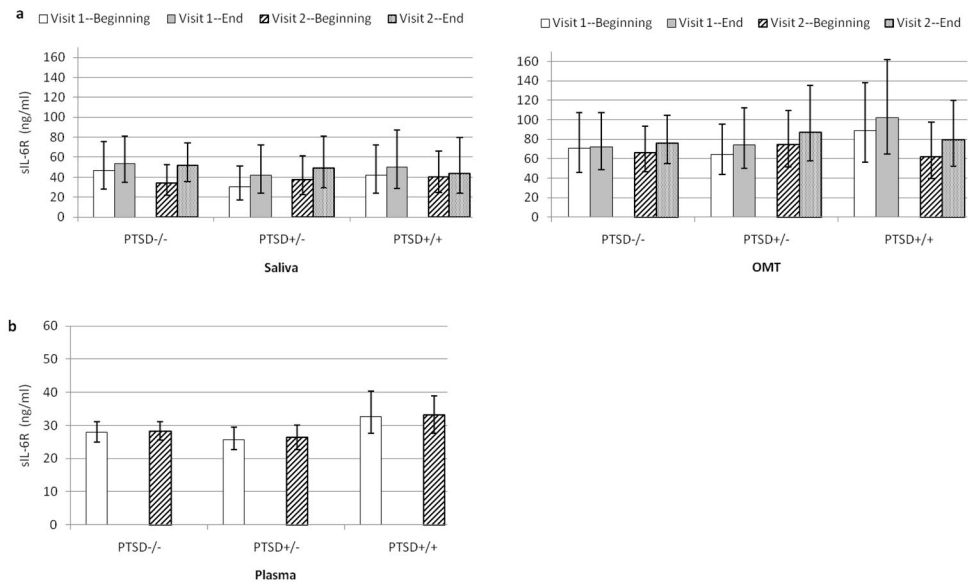 a
Visit 1--Beginning Visit 1--End Visit 2--Beginning Visit 2--End
sIL-6R (ng/ml)
160
140
120
100
80
60
40
20
0
PTSD-/- PTSD+/- PTSD+/+
Saliva
Visit 1--Beginning Visit 1--End Visit 2--Beginning Visit 2--End
160
140
120
100
80
60
40
20
0
PTSD-/- PTSD+/- PTSD+/+
OMT
b
sIL-6R (ng/ml)
60
50
40
30
20
10
0
PTSD-/- PTSD+/- PTSD+/+
Plasma